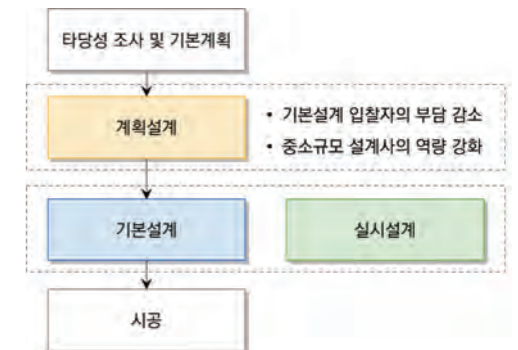 타당성 조사 및 기본계획
계획설계
• 기본설계 입찰자의 부담 감소
• 중소규모 설계사의 역량 강화
기본설계
실시설계
시공